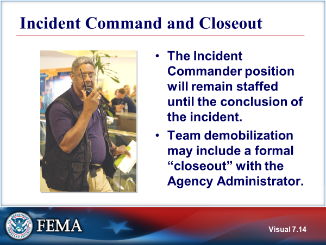 Incident Command and Closeout
• The Incident
Commander position
will remain staffed
until the conclusion of
the incident.
• Team demobilization
may include a formal
“closeout” with the
Agency Administrator.
FEMA
Visual 7.14